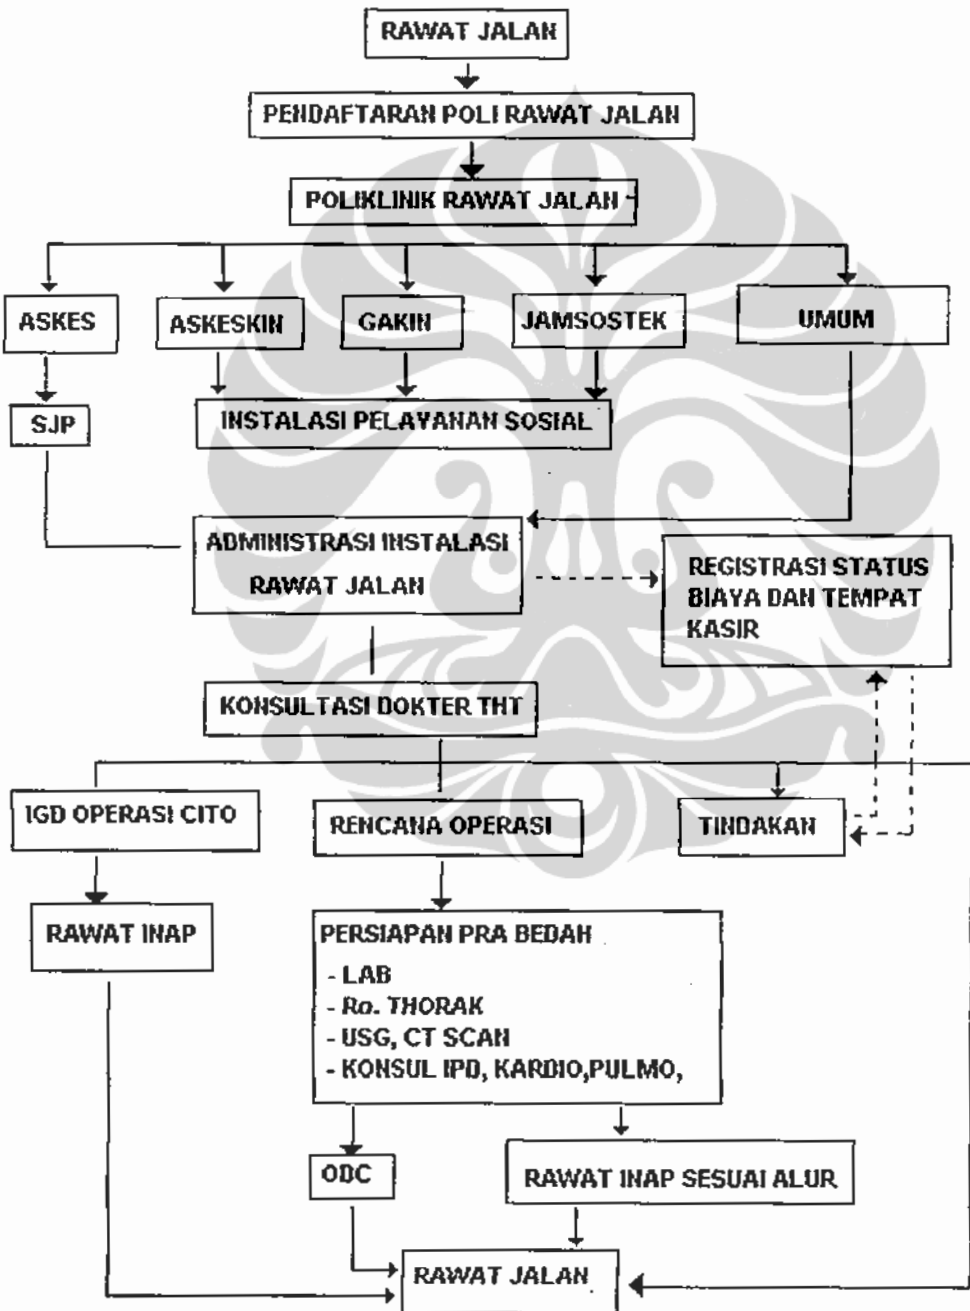 RAWAT JALAN
PENDAFTARAN POLI RAWAT JALAN
POLIKLINIK RAWAT JALAN
ASKES
ASKESKIN
GAKIN
JAMSOSTEK
UMUM
SJP
INSTALASI PELAYANAN SOSIAL
ADMINISTRASI INSTALASI
RAWAT JALAN
REGISTRASI STATUS
BIAYA DAN TEMPAT
KASIR
KONSULTASI DOKTER THT
IGD OPERASI CITO
RENCANA OPERASI
TINDAKAN
RAWAT INAP
PERSIAPAN PRA BEDAH
- LAB
- Ro. THORAK
- USG, CT SCAN
- KONSUL IPD, KARDIO,PULMO,
ODC
RAWAT INAP SESUAI ALUR
RAWAT JALAN